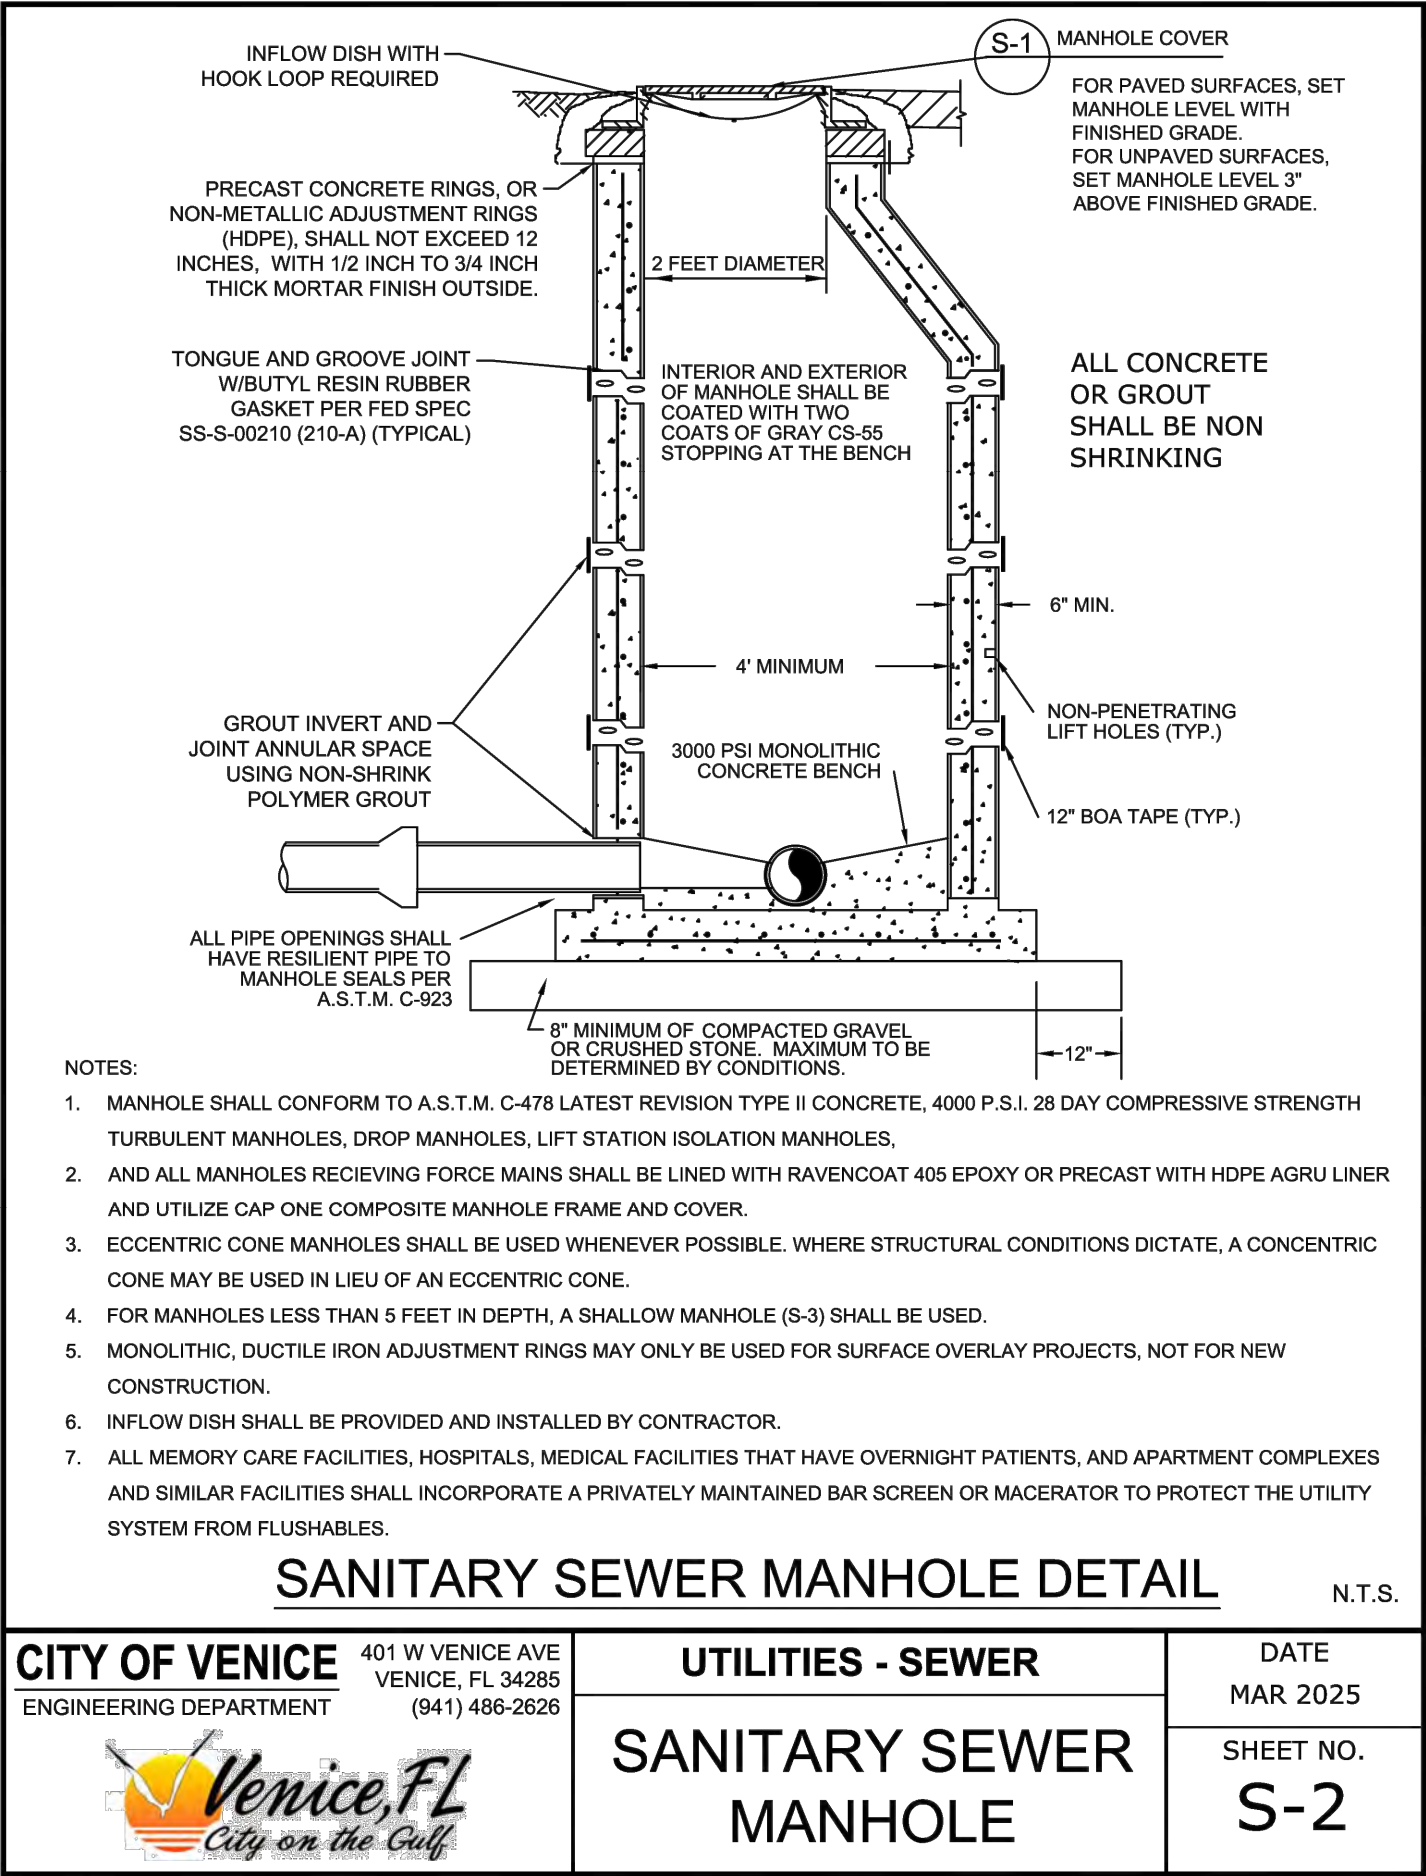 INFLOW DISH WITH
HOOK LOOP REQUIRED
S-1
MANHOLE COVER
FOR PAVED SURFACES, SET
MANHOLE LEVEL WITH
FINISHED GRADE.
FOR UNPAVED SURFACES,
SET MANHOLE LEVEL 3"
ABOVE FINISHED GRADE.
PRECAST CONCRETE RINGS, OR
NON-METALLIC ADJUSTMENT RINGS
(HDPE), SHALL NOT EXCEED 12
INCHES, WITH 1/2 INCH TO 3/4 INCH
THICK MORTAR FINISH OUTSIDE.
2 FEET DIAMETER
TONGUE AND GROOVE JOINT
W/BUTYL RESIN RUBBER
GASKET PER FED SPEC
SS-S-00210 (210-A) (TYPICAL)
INTERIOR AND EXTERIOR
OF MANHOLE SHALL BE
COATED WITH TWO
COATS OF GRAY CS-55
STOPPING AT THE BENCH
ALL CONCRETE
OR GROUT
SHALL BE NON
SHRINKING
6" MIN.
4' MINIMUM
NON-PENETRATING
LIFT HOLES (TYP.)
GROUT INVERT AND
JOINT ANNULAR SPACE
USING NON-SHRINK
POLYMER GROUT
3000 PSI MONOLITHIC
CONCRETE BENCH
12" BOA TAPE (TYP.)
ALL PIPE OPENINGS SHALL
HAVE RESILIENT PIPE TO
MANHOLE SEALS PER
A.S.T.M. C-923
8" MINIMUM OF COMPACTED GRAVEL
OR CRUSHED STONE. MAXIMUM TO BE
DETERMINED BY CONDITIONS.
12"
NOTES:
1. MANHOLE SHALL CONFORM TO A.S.T.M. C-478 LATEST REVISION TYPE II CONCRETE, 4000 P.S.I. 28 DAY COMPRESSIVE STRENGTH
TURBULENT MANHOLES, DROP MANHOLES, LIFT STATION ISOLATION MANHOLES,
2. AND ALL MANHOLES RECIEVING FORCE MAINS SHALL BE LINED WITH RAVENCOAT 405 EPOXY OR PRECAST WITH HDPE AGRU LINER
AND UTILIZE CAP ONE COMPOSITE MANHOLE FRAME AND COVER.
3. ECCENTRIC CONE MANHOLES SHALL BE USED WHENEVER POSSIBLE. WHERE STRUCTURAL CONDITIONS DICTATE, A CONCENTRIC
CONE MAY BE USED IN LIEU OF AN ECCENTRIC CONE.
4. FOR MANHOLES LESS THAN 5 FEET IN DEPTH, A SHALLOW MANHOLE (S-3) SHALL BE USED.
5. MONOLITHIC, DUCTILE IRON ADJUSTMENT RINGS MAY ONLY BE USED FOR SURFACE OVERLAY PROJECTS, NOT FOR NEW
CONSTRUCTION.
6. INFLOW DISH SHALL BE PROVIDED AND INSTALLED BY CONTRACTOR.
7. ALL MEMORY CARE FACILITIES, HOSPITALS, MEDICAL FACILITIES THAT HAVE OVERNIGHT PATIENTS, AND APARTMENT COMPLEXES
AND SIMILAR FACILITIES SHALL INCORPORATE A PRIVATELY MAINTAINED BAR SCREEN OR MACERATOR TO PROTECT THE UTILITY
SYSTEM FROM FLUSHABLES.
SANITARY SEWER MANHOLE DETAIL
N.T.S.
CITY OF VENICE
ENGINEERING DEPARTMENT
401 W VENICE AVE
VENICE, FL 34285
(941) 486-2626
Venice, FL
City on the Gulf
UTILITIES - SEWER
SANITARY SEWER
MANHOLE
DATE
MAR 2025
SHEET NO.
S-2